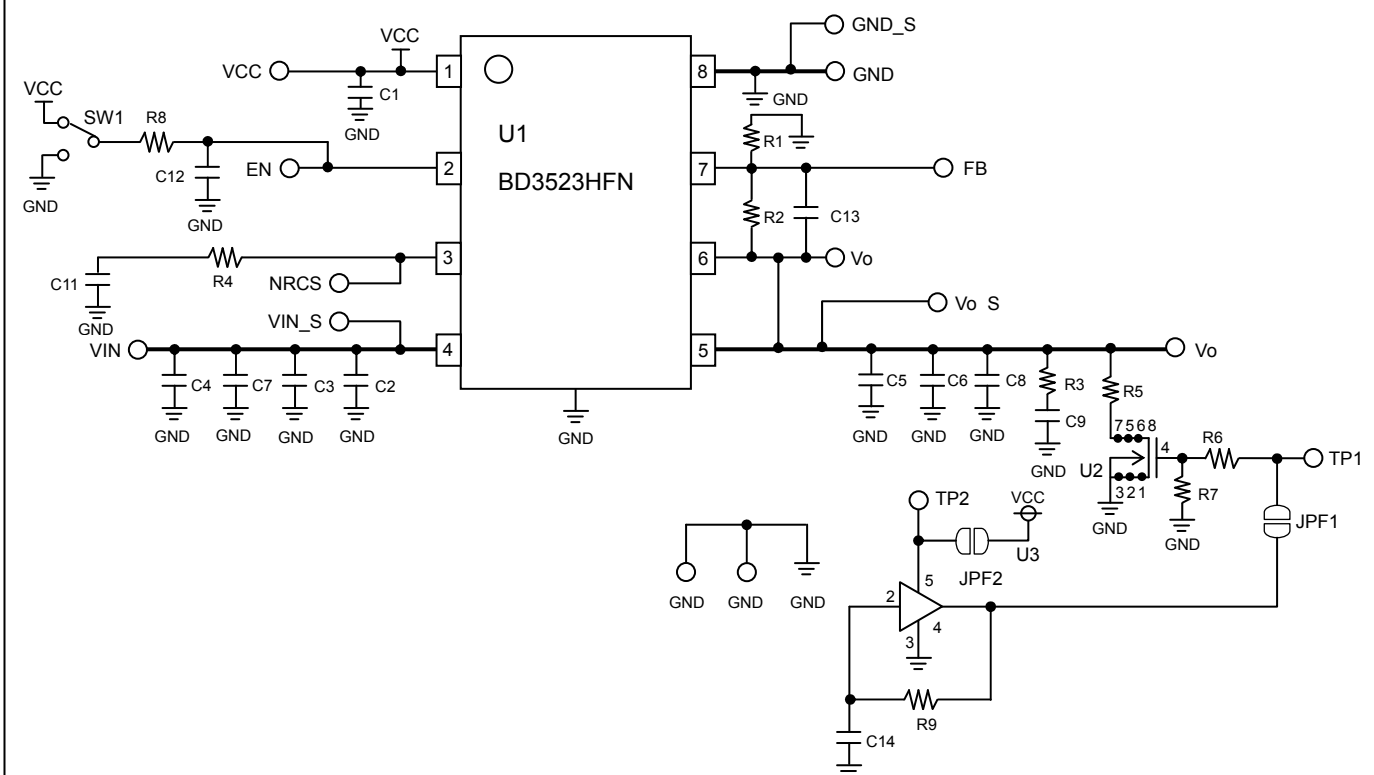 GND_S
VCC
VCC
1
8
GND
VCC
C1
GND
SW1
R8
GND
R1
U1
EN
2
7
FB
C12
BD3523HFN
GND
GND
R2
C13
3
6
Vo
R4
C11
NRCS
GND
VIN_S
Vo S
VIN
4
5
Vo
C4
C7
C3
C2
C5
C6
C8
R3
R5
GND
GND
GND
GND
GND
GND
GND
GND
C9
7568
GND
4
R6
TP1
U2
321
R7
GND
GND
JPF1
TP2
VCC
U3
JPF2
GND
GND
GND
5
2
4
3
R9
C14